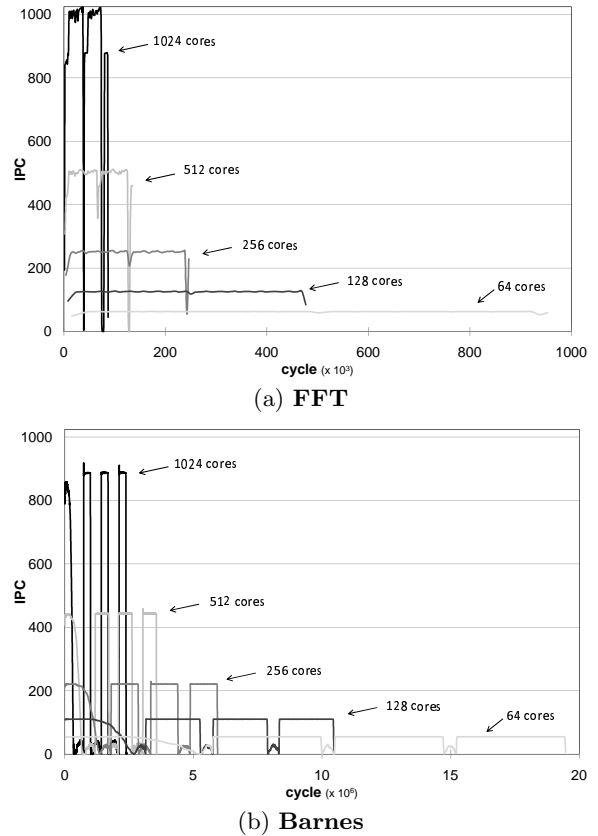 1000
800
600
400
200
0
IPC
1024 cores
512 cores
256 cores
128 cores
64 cores
0 200 400 600 800 1000
cycle (x 10³)
(a) FFT
1000
800
600
400
200
0
IPC
1024 cores
512 cores
256 cores
128 cores
64 cores
0 5 10 15 20
cycle (x 10⁶)
(b) Barnes